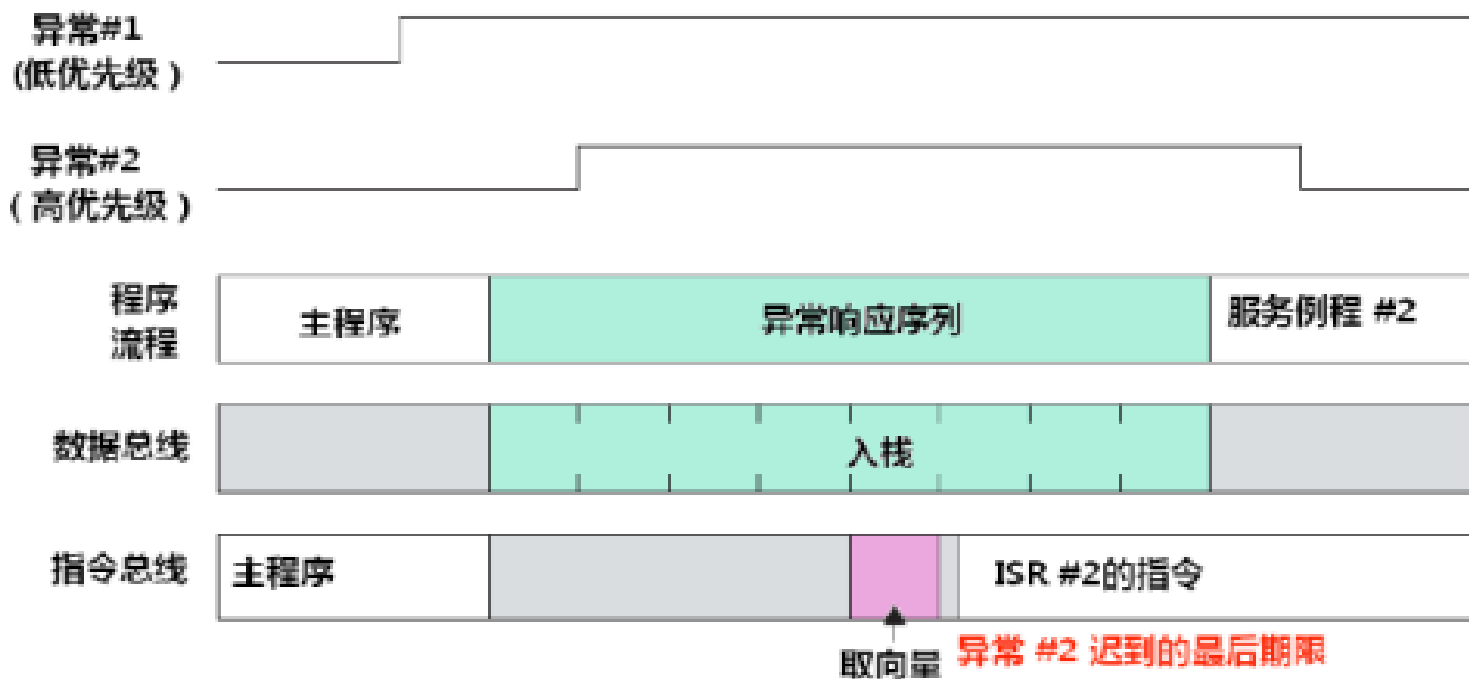 异常#1
(低优先级)
异常#2
(高优先级)
程序
流程
主程序
异常响应序列
服务例程 #2
数据总线
入栈
指令总线
主程序
ISR #2的指令
取向量
异常 #2 迟到的最后期限